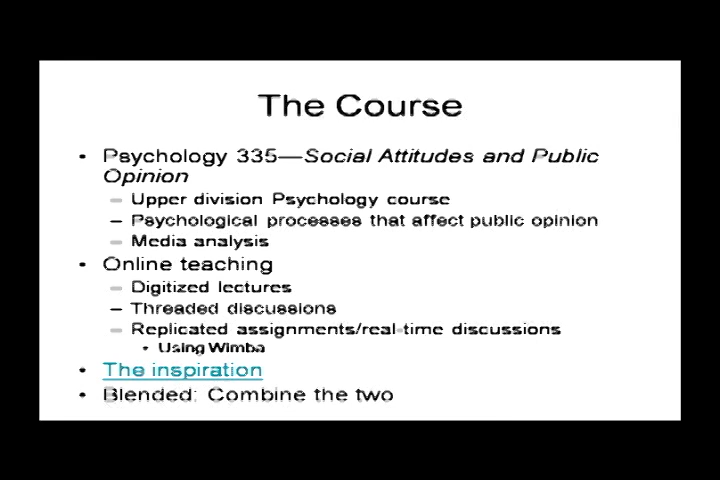 The Course
• Psychology 335—Social Attitudes and Public
Opinion
– Upper division Psychology course
– Psychological processes that affect public opinion
– Media analysis
• Online teaching
– Digitized lectures
– Threaded discussions
– Replicated assignments/real-time discussions
• Using Wimba
• The inspiration
• Blended: Combine the two